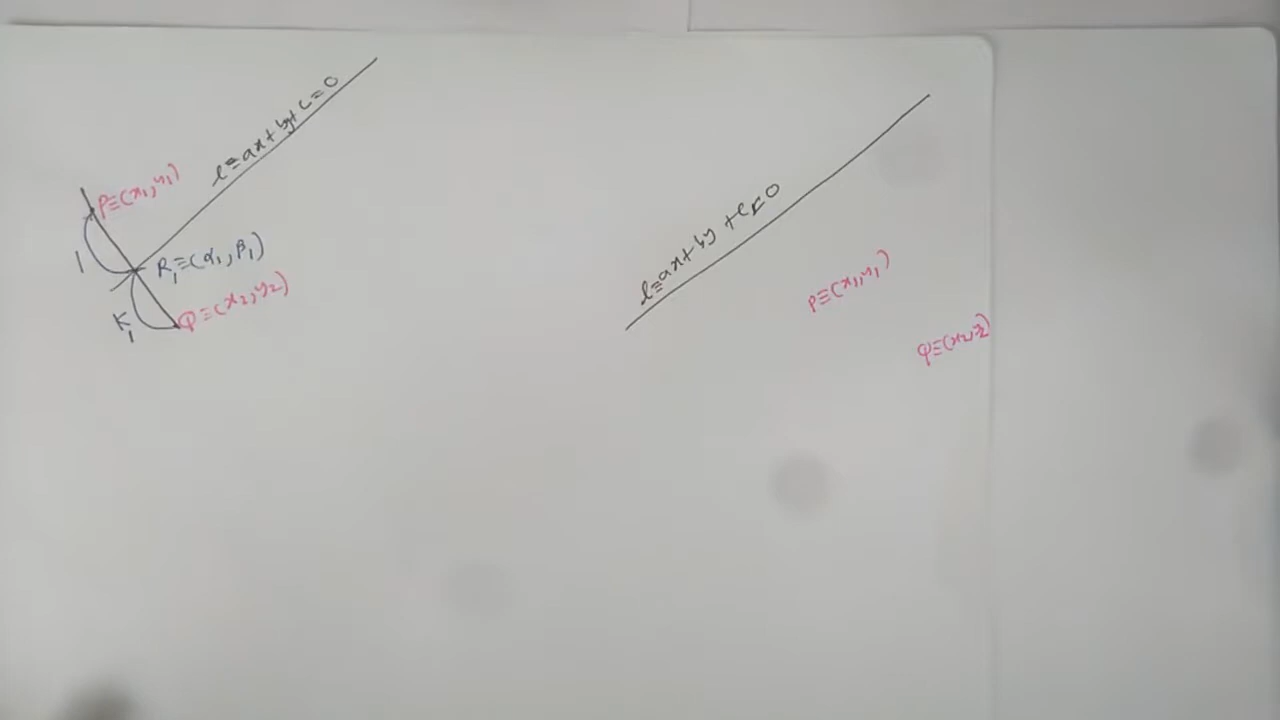 l≡ax+by+c=0
P≡(x₁,y₁)
1
R₁≡(α₁,β₁)
K₁
Q≡(x₂,y₂)
l≡ax+by+c=0
P≡(x₁,y₁)
Q≡(x₂,y₂)